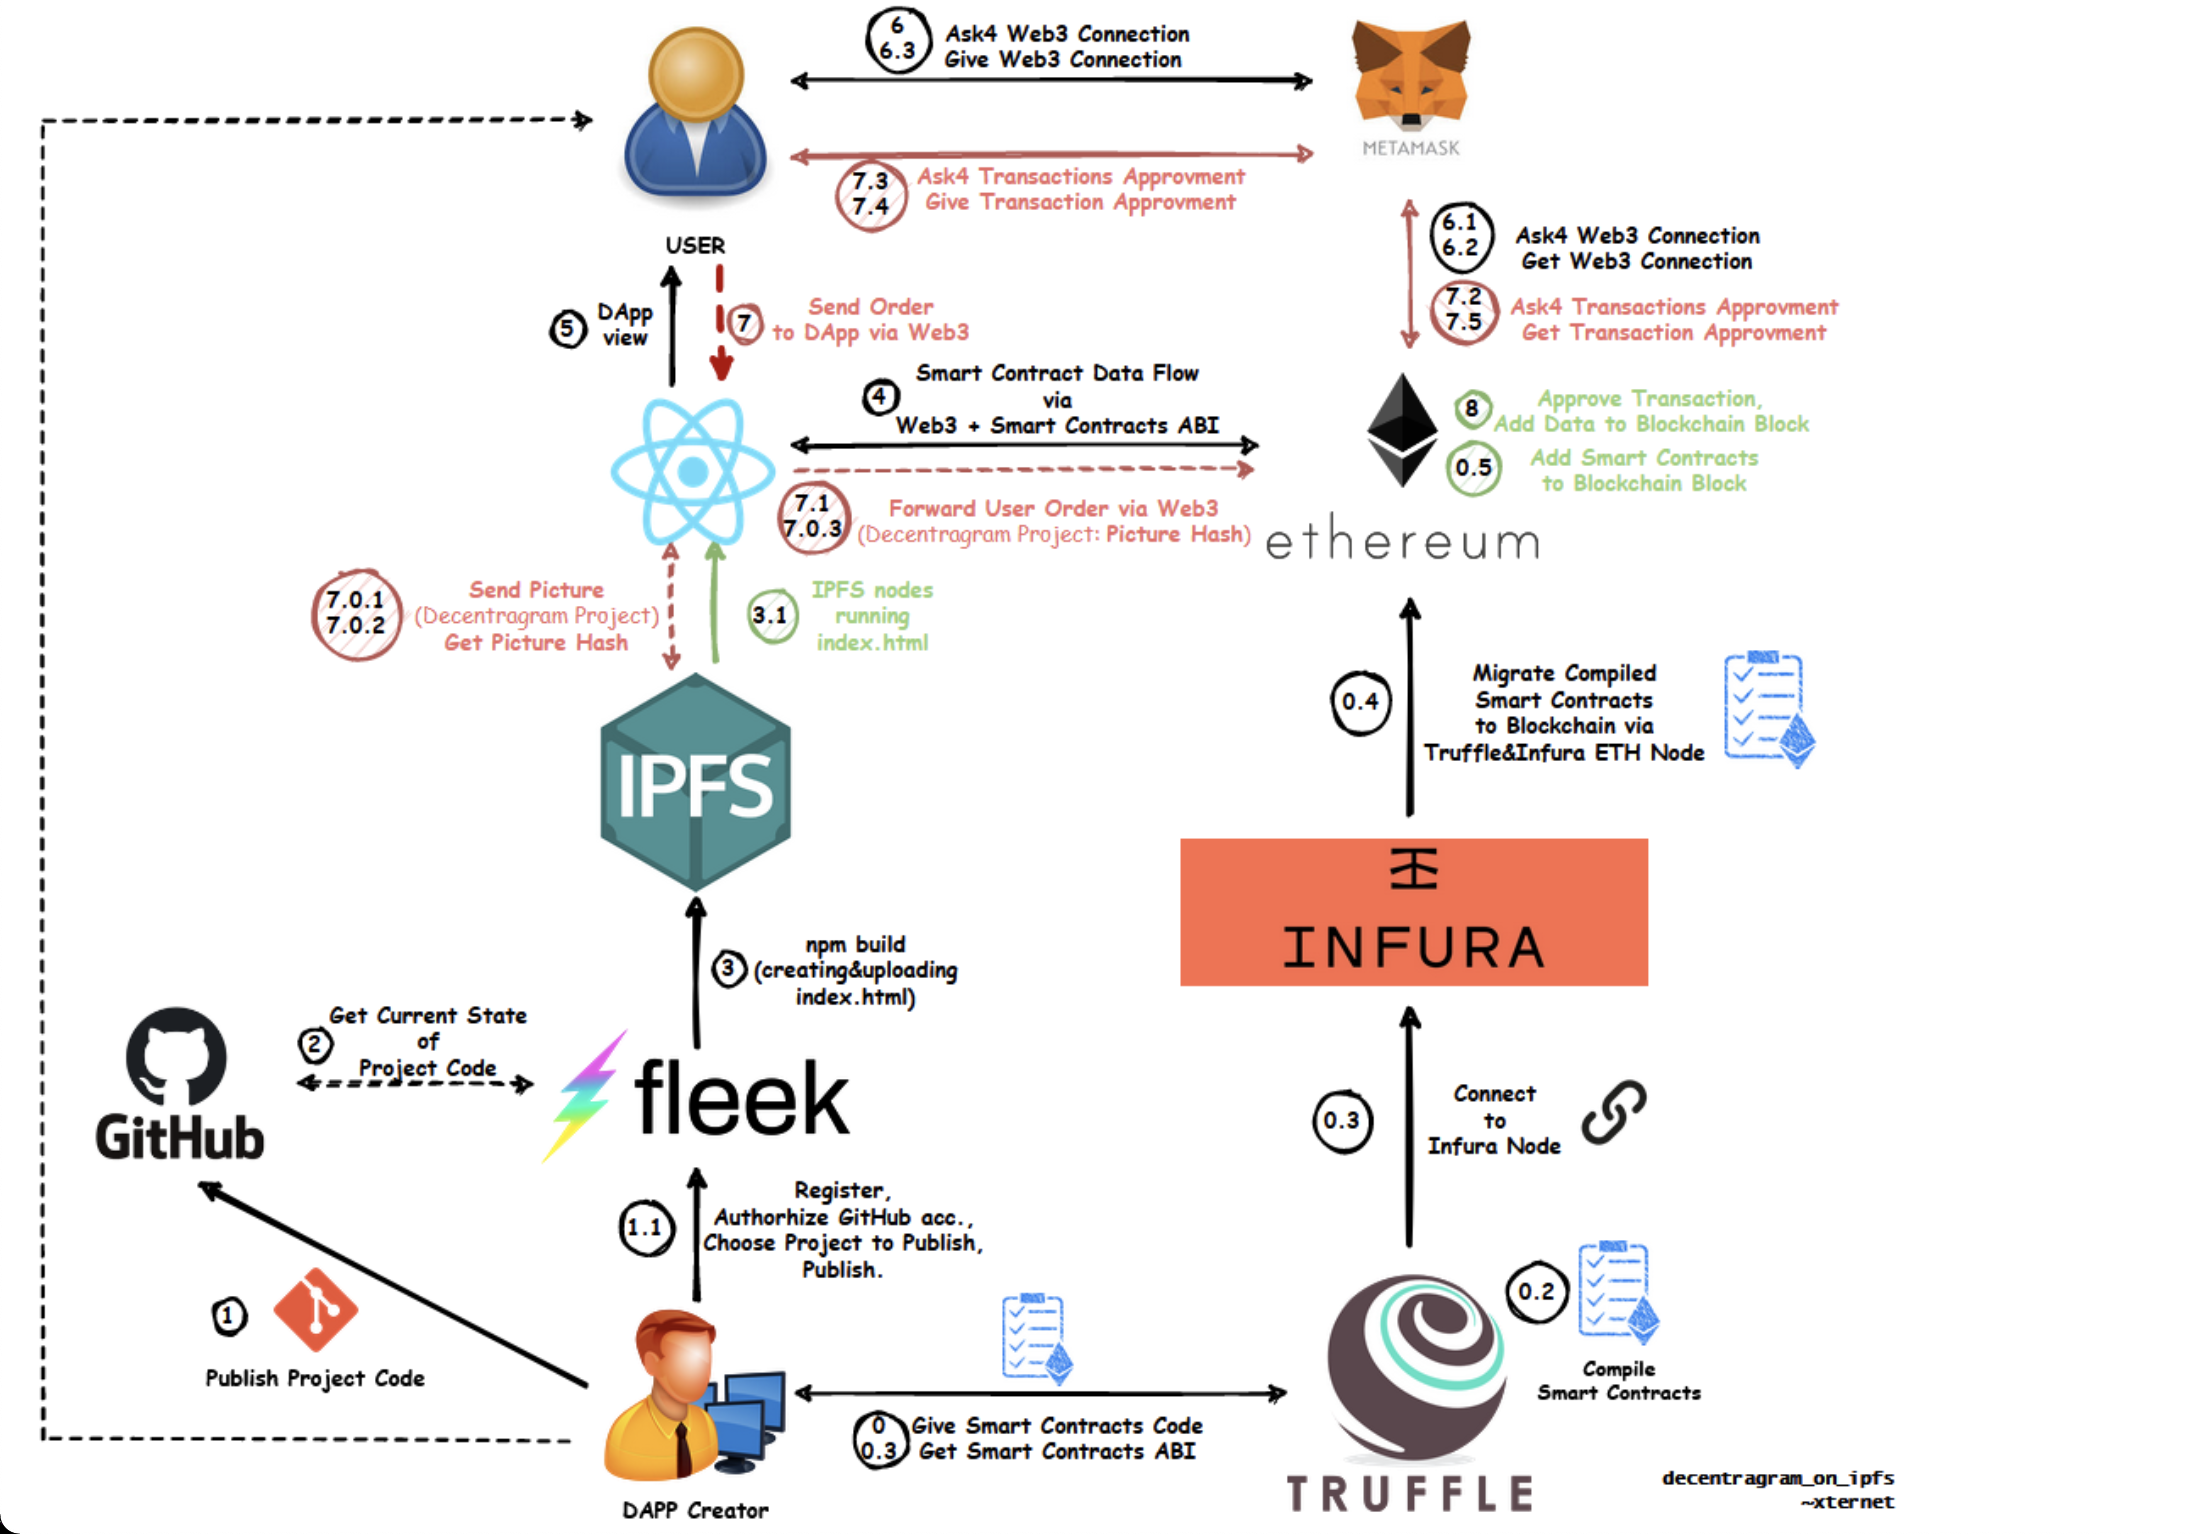 6
6.3
Ask4 Web3 Connection
Give Web3 Connection
METAMASK
7.3
7.4
Ask4 Transactions Approvment
Give Transaction Approvment
USER
6.1
6.2
Ask4 Web3 Connection
Get Web3 Connection
7.2
7.5
Ask4 Transactions Approvment
Get Transaction Approvment
5
DApp
view
7
Send Order
to DApp via Web3
4
Smart Contract Data Flow
via
Web3 + Smart Contracts ABI
8
Approve Transaction,
Add Data to Blockchain Block
0.5
Add Smart Contracts
to Blockchain Block
7.1
7.0.3
Forward User Order via Web3
(Decentragram Project: Picture Hash)
ethereum
7.0.1
7.0.2
Send Picture
(Decentragram Project)
Get Picture Hash
3.1
IPFS nodes
running
index.html
IPFS
0.4
Migrate Compiled
Smart Contracts
to Blockchain via
Truffle&Infura ETH Node
INFURA
3
npm build
(creating&uploading
index.html)
2
Get Current State
of
Project Code
GitHub
fleek
0.3
Connect
to
Infura Node
1.1
Register,
Authorhize GitHub acc.,
Choose Project to Publish,
Publish.
1
Publish Project Code
0.2
Compile
Smart Contracts
0
0.3
Give Smart Contracts Code
Get Smart Contracts ABI
DAPP Creator
TRUFFLE
decentragram_on_ipfs
~xternet